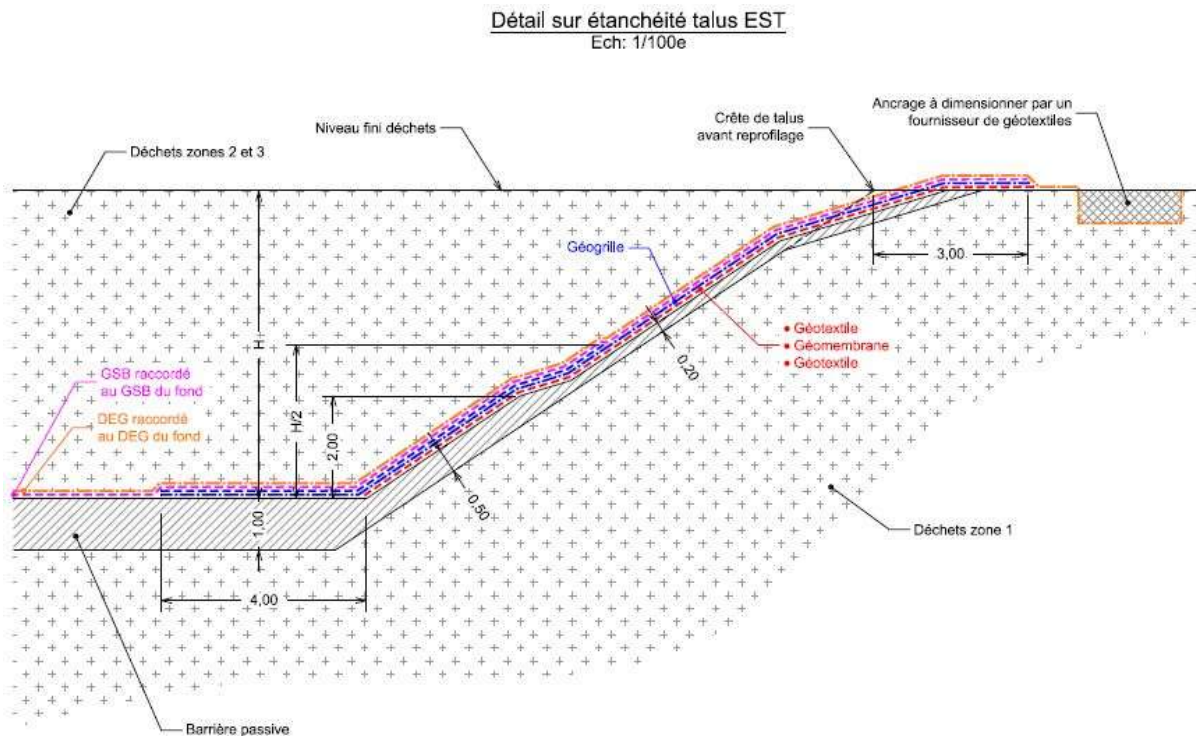 Détail sur étanchéité talus EST
Ech: 1/100e
Ancrage à dimensionner par un
fournisseur de géotextiles
Crête de talus
avant reprofilage
Niveau fini déchets
Déchets zones 2 et 3
Géogrille
3,00
• Géotextile
• Géomembrane
• Géotextile
H
0,20
GSB raccordé
au GSB du fond
H/2
DEG raccordé
au DEG du fond
2,00
0,50
1,00
Déchets zone 1
4,00
Barrière passive